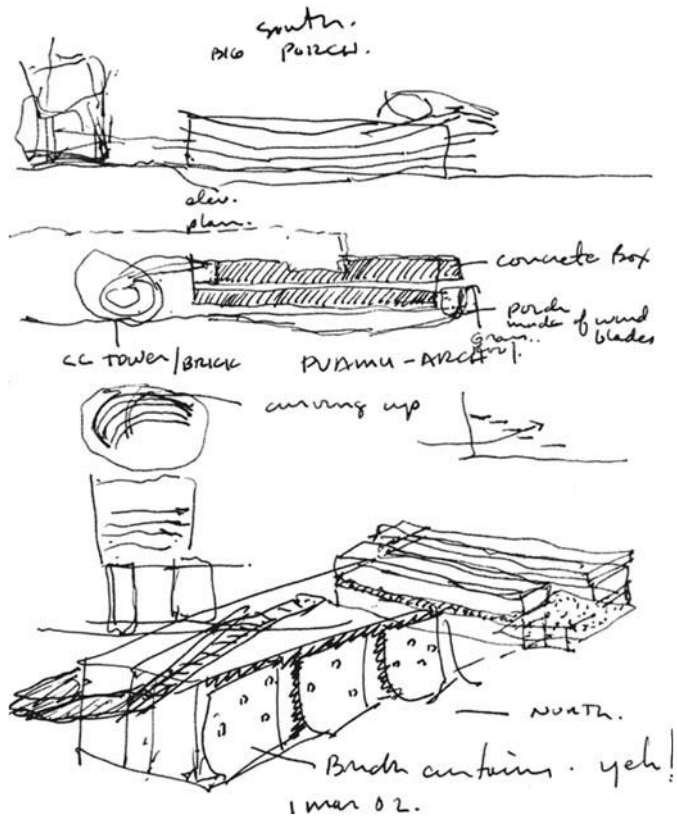 South.
BIG PORCH.
elev.
plan.
concrete Box
porch
made of wind
blades
CC TOWER/BRICK
PVAMU-ARCH
curving up
NORTH.
Brick curtains. yeh!
1 mar 02.